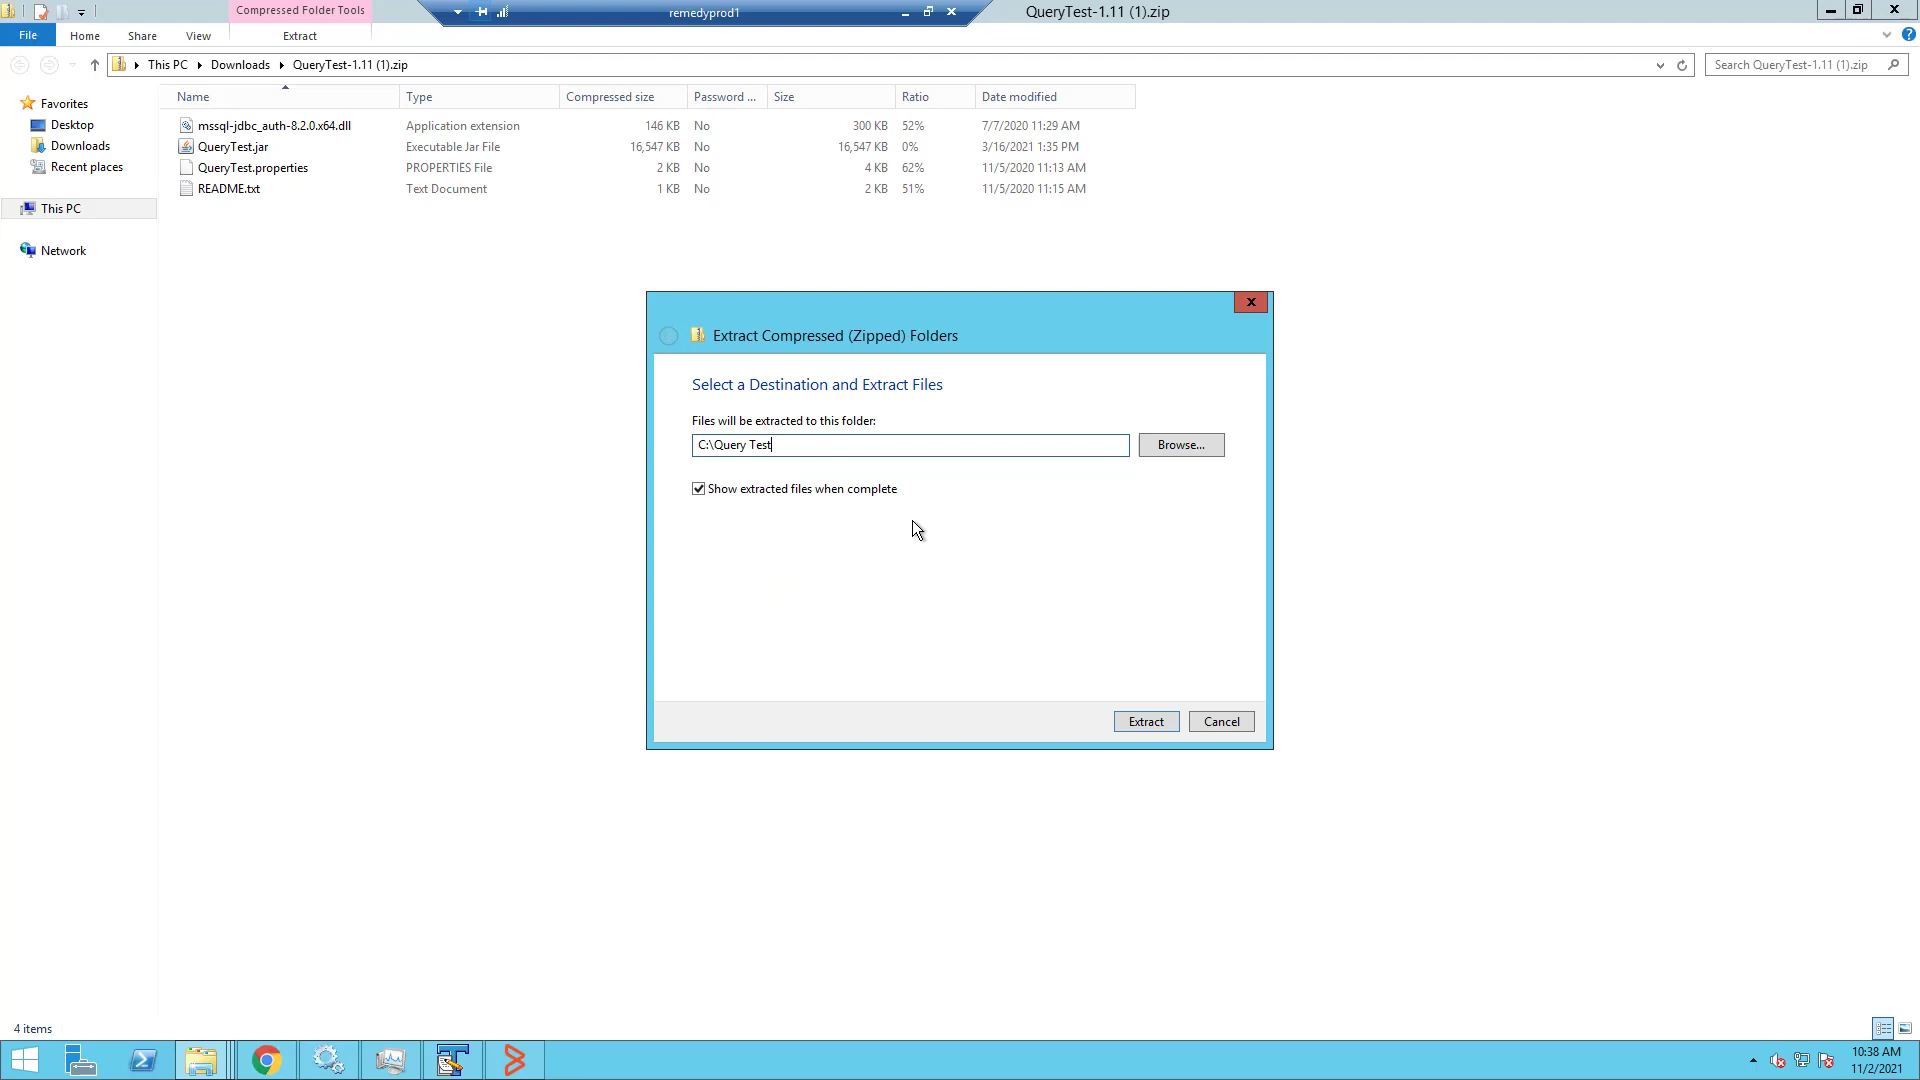 Compressed Folder Tools
remedyprod1
QueryTest-1.11 (1).zip
File
Home
Share
View
Extract
This PC
Downloads
QueryTest-1.11 (1).zip
Search QueryTest-1.11 (1).zip
Name
Type
Compressed size
Password ...
Size
Ratio
Date modified
Favorites
Desktop
Downloads
Recent places
This PC
Network
mssql-jdbc_auth-8.2.0.x64.dll Application extension 146 KB No 300 KB 52% 7/7/2020 11:29 AM
QueryTest.jar Executable Jar File 16,547 KB No 16,547 KB 0% 3/16/2021 1:35 PM
QueryTest.properties PROPERTIES File 2 KB No 4 KB 62% 11/5/2020 11:13 AM
README.txt Text Document 1 KB No 2 KB 51% 11/5/2020 11:15 AM
Extract Compressed (Zipped) Folders
Select a Destination and Extract Files
Files will be extracted to this folder:
C:\Query Test
Browse...
Show extracted files when complete
Extract
Cancel
4 items
10:38 AM
11/2/2021